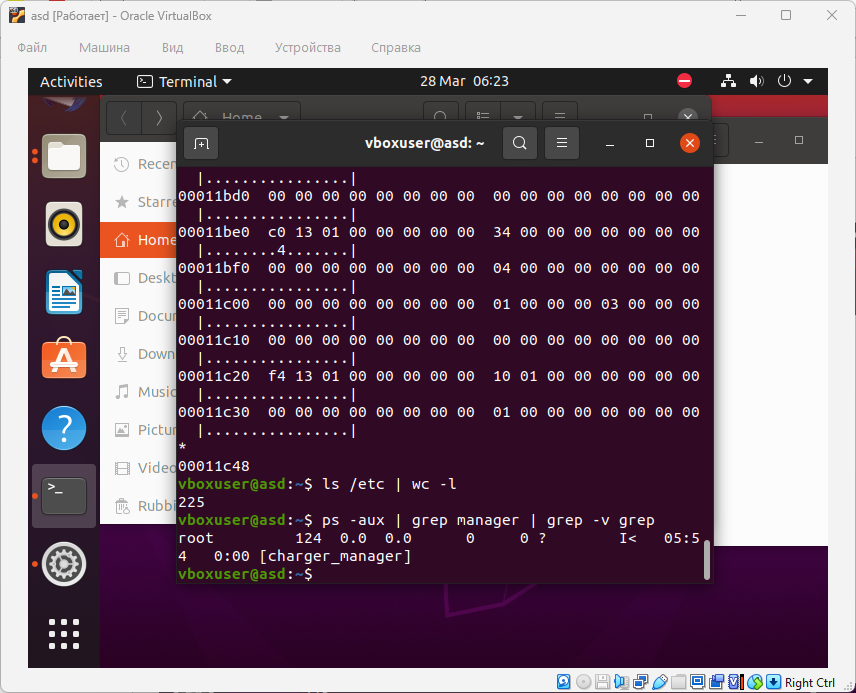 asd [Работает] - Oracle VirtualBox
Файл Машина Вид Ввод Устройства Справка
Activities Terminal 28 Mar 06:23
Home
vboxuser@asd: ~
Recen
Starre
Home
Deskt
Docu
Down
Music
Pictu
Video
Rubbi
|................|
00011bd0  00 00 00 00 00 00 00 00  00 00 00 00 00 00 00 00
|................|
00011be0  c0 13 01 00 00 00 00 00  34 00 00 00 00 00 00 00
|........4.......|
00011bf0  00 00 00 00 00 00 00 00  04 00 00 00 00 00 00 00
|................|
00011c00  00 00 00 00 00 00 00 00  01 00 00 00 03 00 00 00
|................|
00011c10  00 00 00 00 00 00 00 00  00 00 00 00 00 00 00 00
|................|
00011c20  f4 13 01 00 00 00 00 00  10 01 00 00 00 00 00 00
|................|
00011c30  00 00 00 00 00 00 00 00  01 00 00 00 00 00 00 00
|................|
*
00011c48
vboxuser@asd:~$ ls /etc | wc -l
225
vboxuser@asd:~$ ps -aux | grep manager | grep -v grep
root         124  0.0  0.0      0     0 ?        I<   05:5
4   0:00 [charger_manager]
vboxuser@asd:~$
Right Ctrl